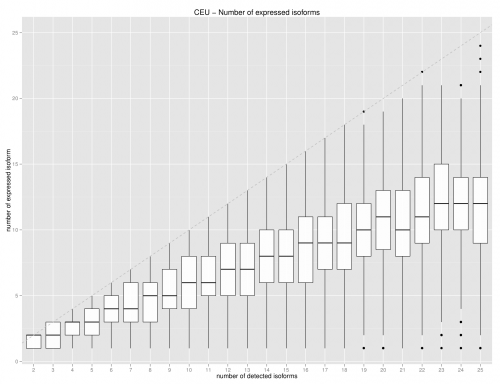 CEU − Number of expressed isoforms
number of expressed isoform
25
20
15
10
5
0
2 3 4 5 6 7 8 9 10 11 12 13 14 15 16 17 18 19 20 21 22 23 24 25
number of detected isoforms